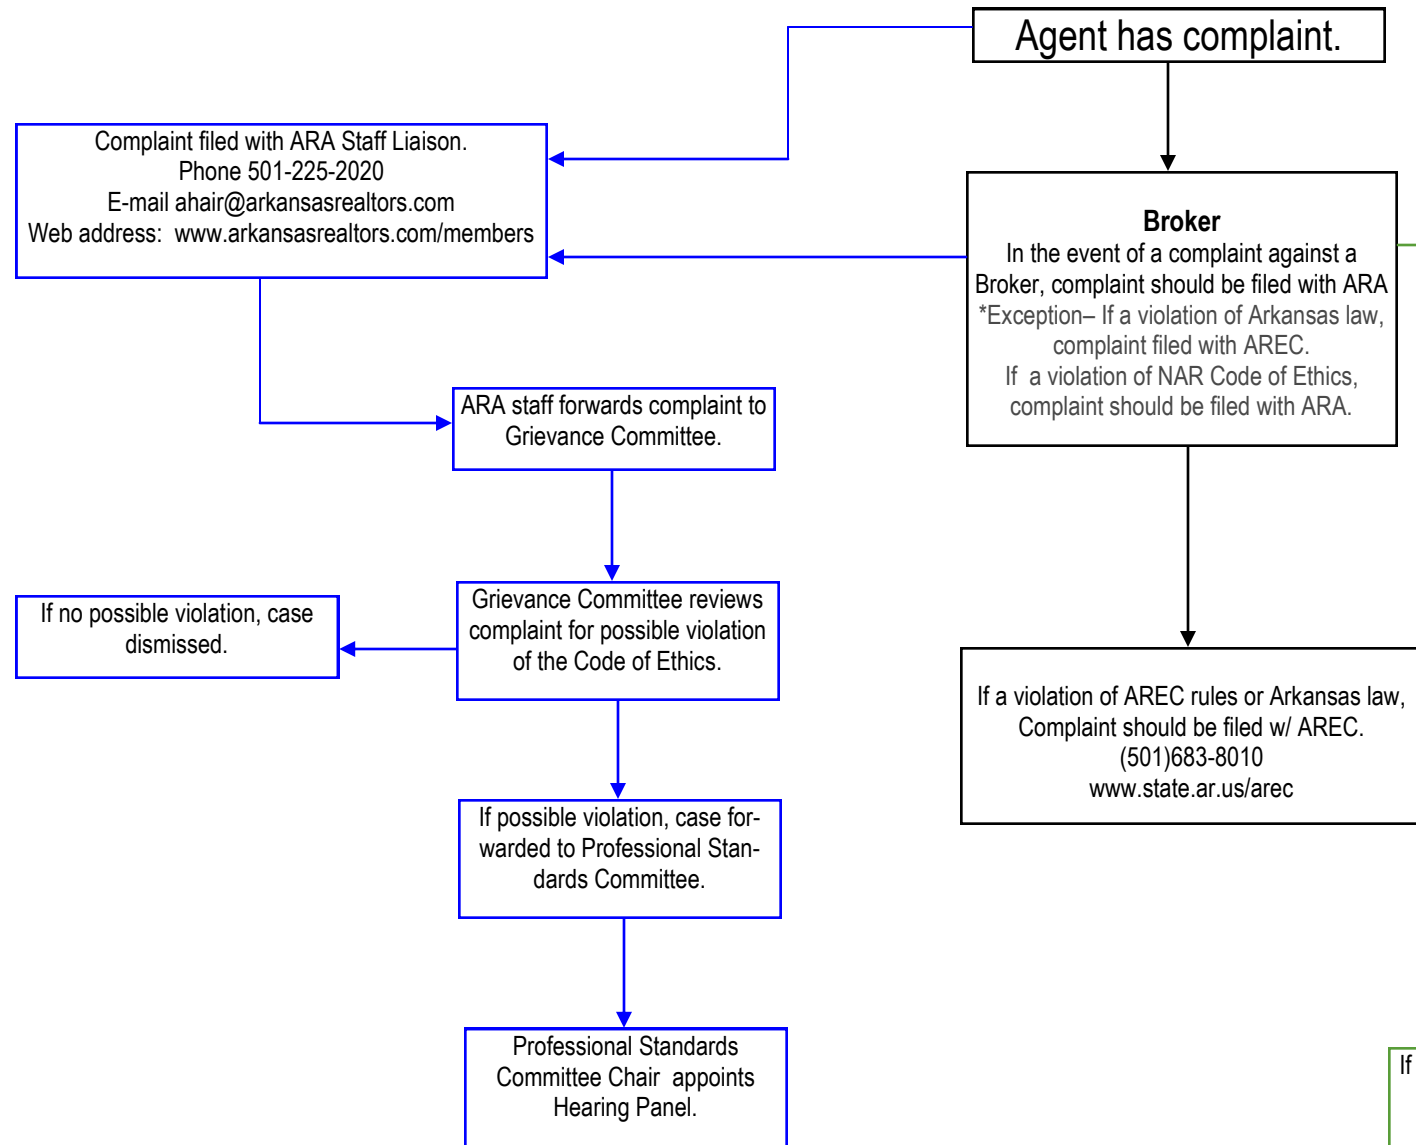 Agent has complaint.
Complaint filed with ARA Staff Liaison.
Phone 501-225-2020
E-mail ahair@arkansasrealtors.com
Web address:  www.arkansasrealtors.com/members
Broker
In the event of a complaint against a
Broker, complaint should be filed with ARA
*Exception– If a violation of Arkansas law,
complaint filed with AREC.
If  a violation of NAR Code of Ethics,
complaint should be filed with ARA.
ARA staff forwards complaint to
Grievance Committee.
Grievance Committee reviews
complaint for possible violation
of the Code of Ethics.
If no possible violation, case
dismissed.
If a violation of AREC rules or Arkansas law,
Complaint should be filed w/ AREC.
(501)683-8010
www.state.ar.us/arec
If possible violation, case for-
warded to Professional Stan-
dards Committee.
Professional Standards
Committee Chair  appoints
Hearing Panel.
If